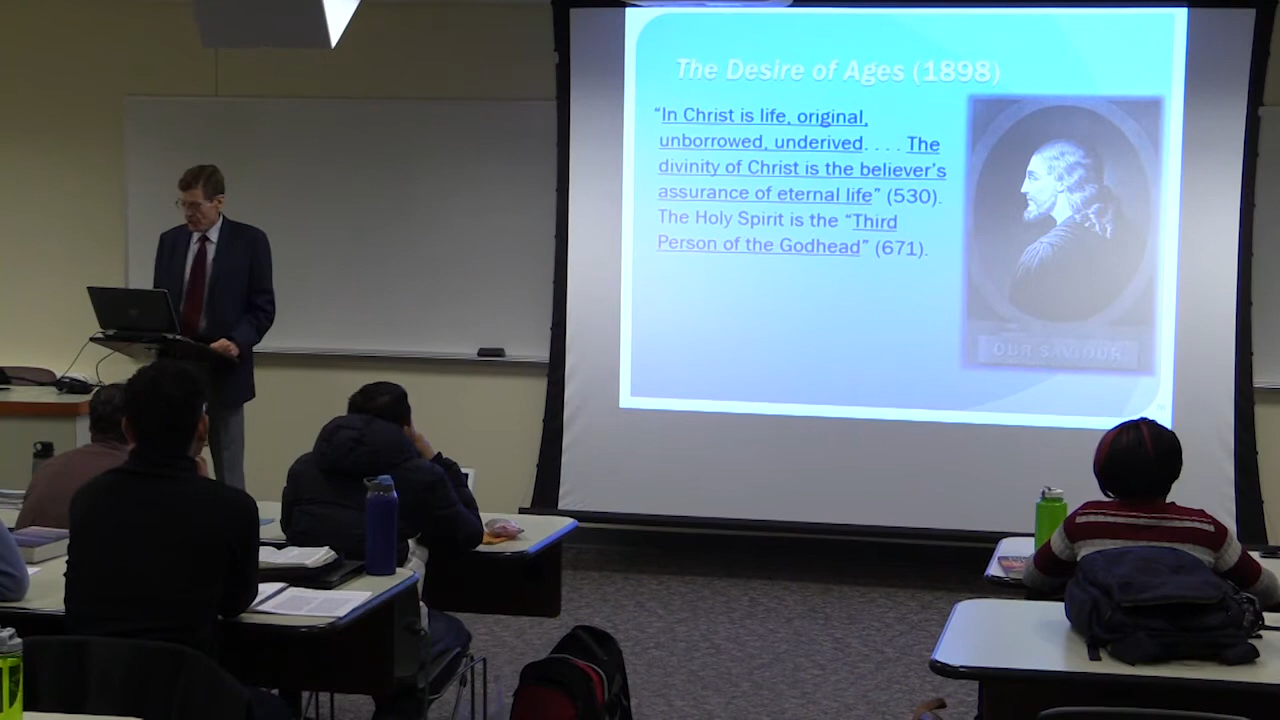 The Desire of Ages (1898)
“In Christ is life, original,
unborrowed, underived. . . . The
divinity of Christ is the believer’s
assurance of eternal life” (530).
The Holy Spirit is the “Third
Person of the Godhead” (671).
OUR SAVIOUR